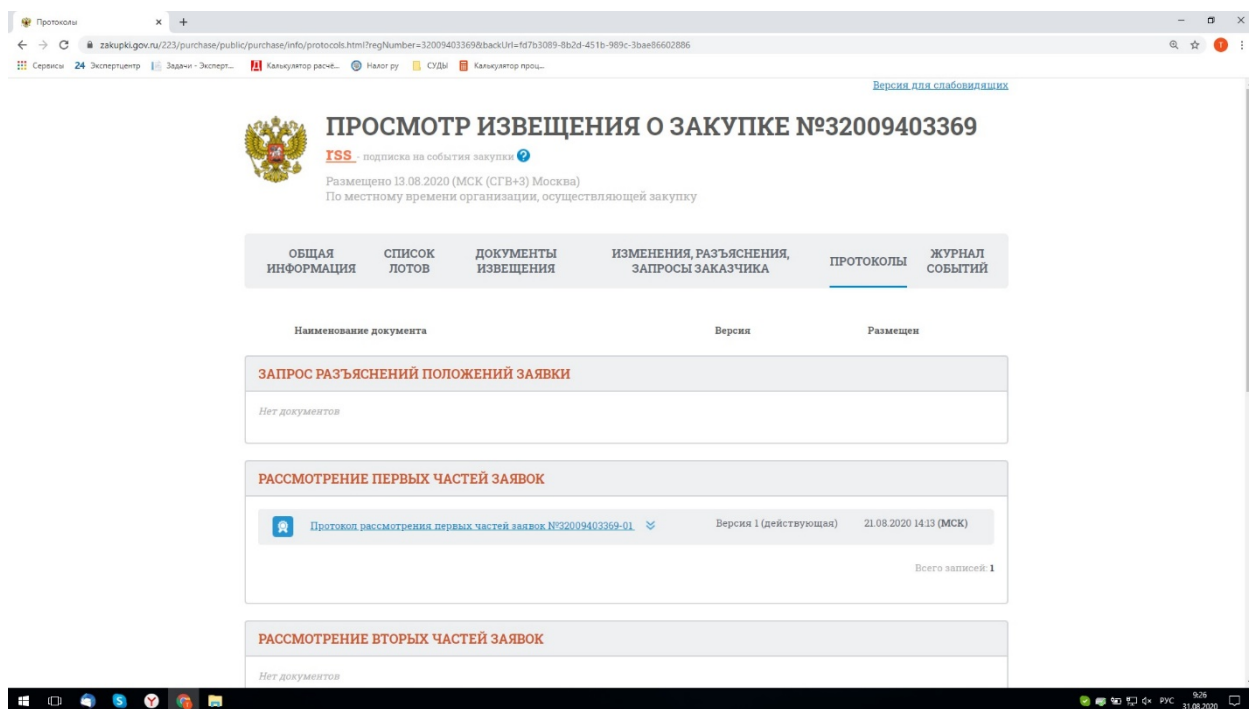 Протоколы
zakupki.gov.ru/223/purchase/public/purchase/info/protocols.html?regNumber=32009403369&backUrl=fd7b3089-8b2d-451b-989c-3bae86602886
Сервисы 24 Экспертцентр Задачи - Эксперт... Калькулятор расчё... Налог ру СУДЫ Калькулятор проц...
Версия для слабовидящих
ПРОСМОТР ИЗВЕЩЕНИЯ О ЗАКУПКЕ №32009403369
rss - подписка на события закупки ?
Размещено 13.08.2020 (МСК (СГВ+3) Москва)
По местному времени организации, осуществляющей закупку
ОБЩАЯ ИНФОРМАЦИЯ
СПИСОК ЛОТОВ
ДОКУМЕНТЫ ИЗВЕЩЕНИЯ
ИЗМЕНЕНИЯ, РАЗЪЯСНЕНИЯ, ЗАПРОСЫ ЗАКАЗЧИКА
ПРОТОКОЛЫ
ЖУРНАЛ СОБЫТИЙ
Наименование документа Версия Размещен
ЗАПРОС РАЗЪЯСНЕНИЙ ПОЛОЖЕНИЙ ЗАЯВКИ
Нет документов
РАССМОТРЕНИЕ ПЕРВЫХ ЧАСТЕЙ ЗАЯВОК
Протокол рассмотрения первых частей заявок №32009403369-01 Версия 1 (действующая) 21.08.2020 14:13 (МСК)
Всего записей: 1
РАССМОТРЕНИЕ ВТОРЫХ ЧАСТЕЙ ЗАЯВОК
Нет документов
РУС 9:26
31.08.2020